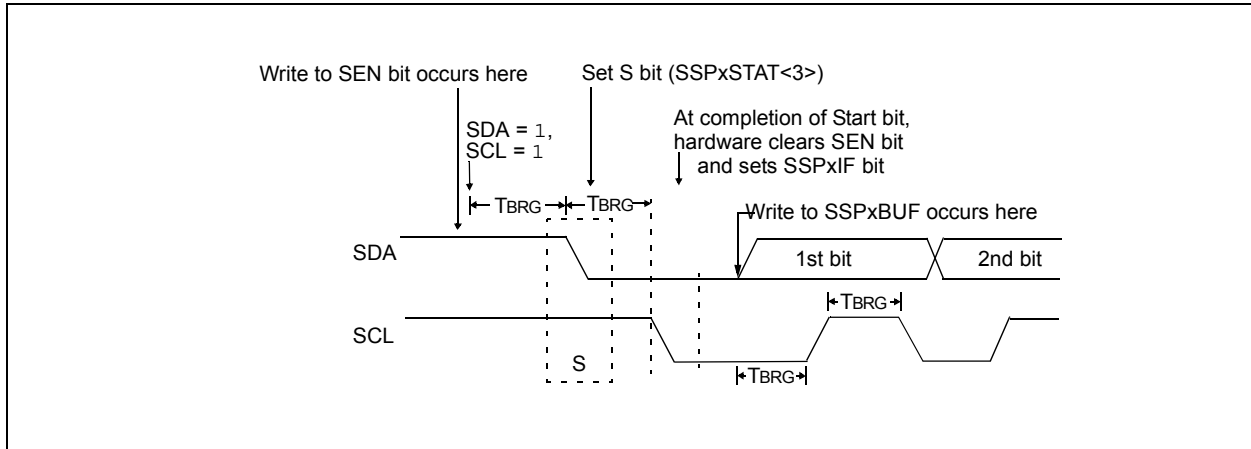 Write to SEN bit occurs here
Set S bit (SSPxSTAT<3>)
SDA = 1,
SCL = 1
At completion of Start bit,
hardware clears SEN bit
and sets SSPxIF bit
TBRG
TBRG
Write to SSPxBUF occurs here
SDA
1st bit
2nd bit
TBRG
SCL
S
TBRG